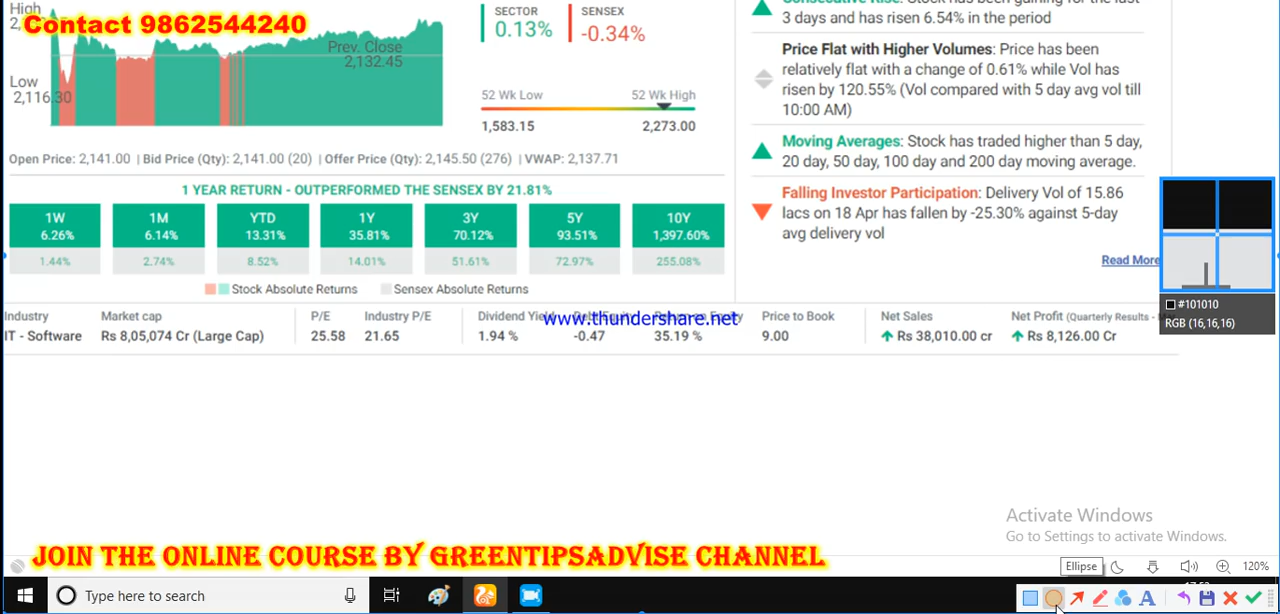 High
2,
Contact 9862544240
Prev. Close
2,132.45
Low
2,116.30
SECTOR
0.13%
SENSEX
-0.34%
52 Wk Low
52 Wk High
1,583.15
2,273.00
Open Price: 2,141.00 | Bid Price (Qty): 2,141.00 (20) | Offer Price (Qty): 2,145.50 (276) | VWAP: 2,137.71
1 YEAR RETURN - OUTPERFORMED THE SENSEX BY 21.81%
1W 1M YTD 1Y 3Y 5Y 10Y
6.26% 6.14% 13.31% 35.81% 70.12% 93.51% 1,397.60%
1.44% 2.74% 8.52% 14.01% 51.61% 72.97% 255.08%
Stock Absolute Returns Sensex Absolute Returns
Consecutive Rise: Stock has been gaining for the last
3 days and has risen 6.54% in the period
Price Flat with Higher Volumes: Price has been
relatively flat with a change of 0.61% while Vol has
risen by 120.55% (Vol compared with 5 day avg vol till
10:00 AM)
Moving Averages: Stock has traded higher than 5 day,
20 day, 50 day, 100 day and 200 day moving average.
Falling Investor Participation: Delivery Vol of 15.86
lacs on 18 Apr has fallen by -25.30% against 5-day
avg delivery vol
Read More
#101010
RGB (16,16,16)
Industry Market cap P/E Industry P/E Dividend Yield Price to Book Net Sales Net Profit (Quarterly Results -
www.thundershare.net
IT - Software Rs 8,05,074 Cr (Large Cap) 25.58 21.65 1.94 % -0.47 35.19 % 9.00 Rs 38,010.00 cr Rs 8,126.00 Cr
Activate Windows
Go to Settings to activate Windows.
JOIN THE ONLINE COURSE BY GREENTIPSADVISE CHANNEL
Ellipse
120%
Type here to search
A